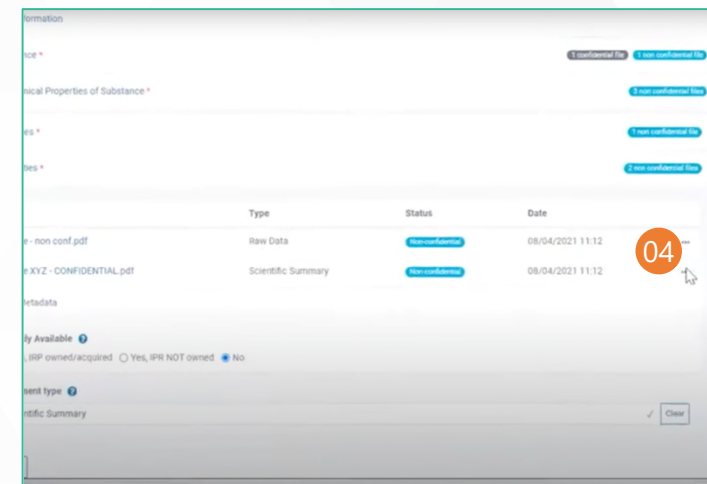 formation
nce * 1 confidential file 1 non confidential file
mical Properties of Substance * 3 non confidential files
es * 1 non confidential file
ties * 2 non confidential files
Type Status Date
e - non conf.pdf Raw Data Non-confidential 08/04/2021 11:12 ...
04
e XYZ - CONFIDENTIAL.pdf Scientific Summary Non-confidential 08/04/2021 11:12
Metadata
ly Available
, IRP owned/acquired Yes, IPR NOT owned No
ment type
ntific Summary Clear